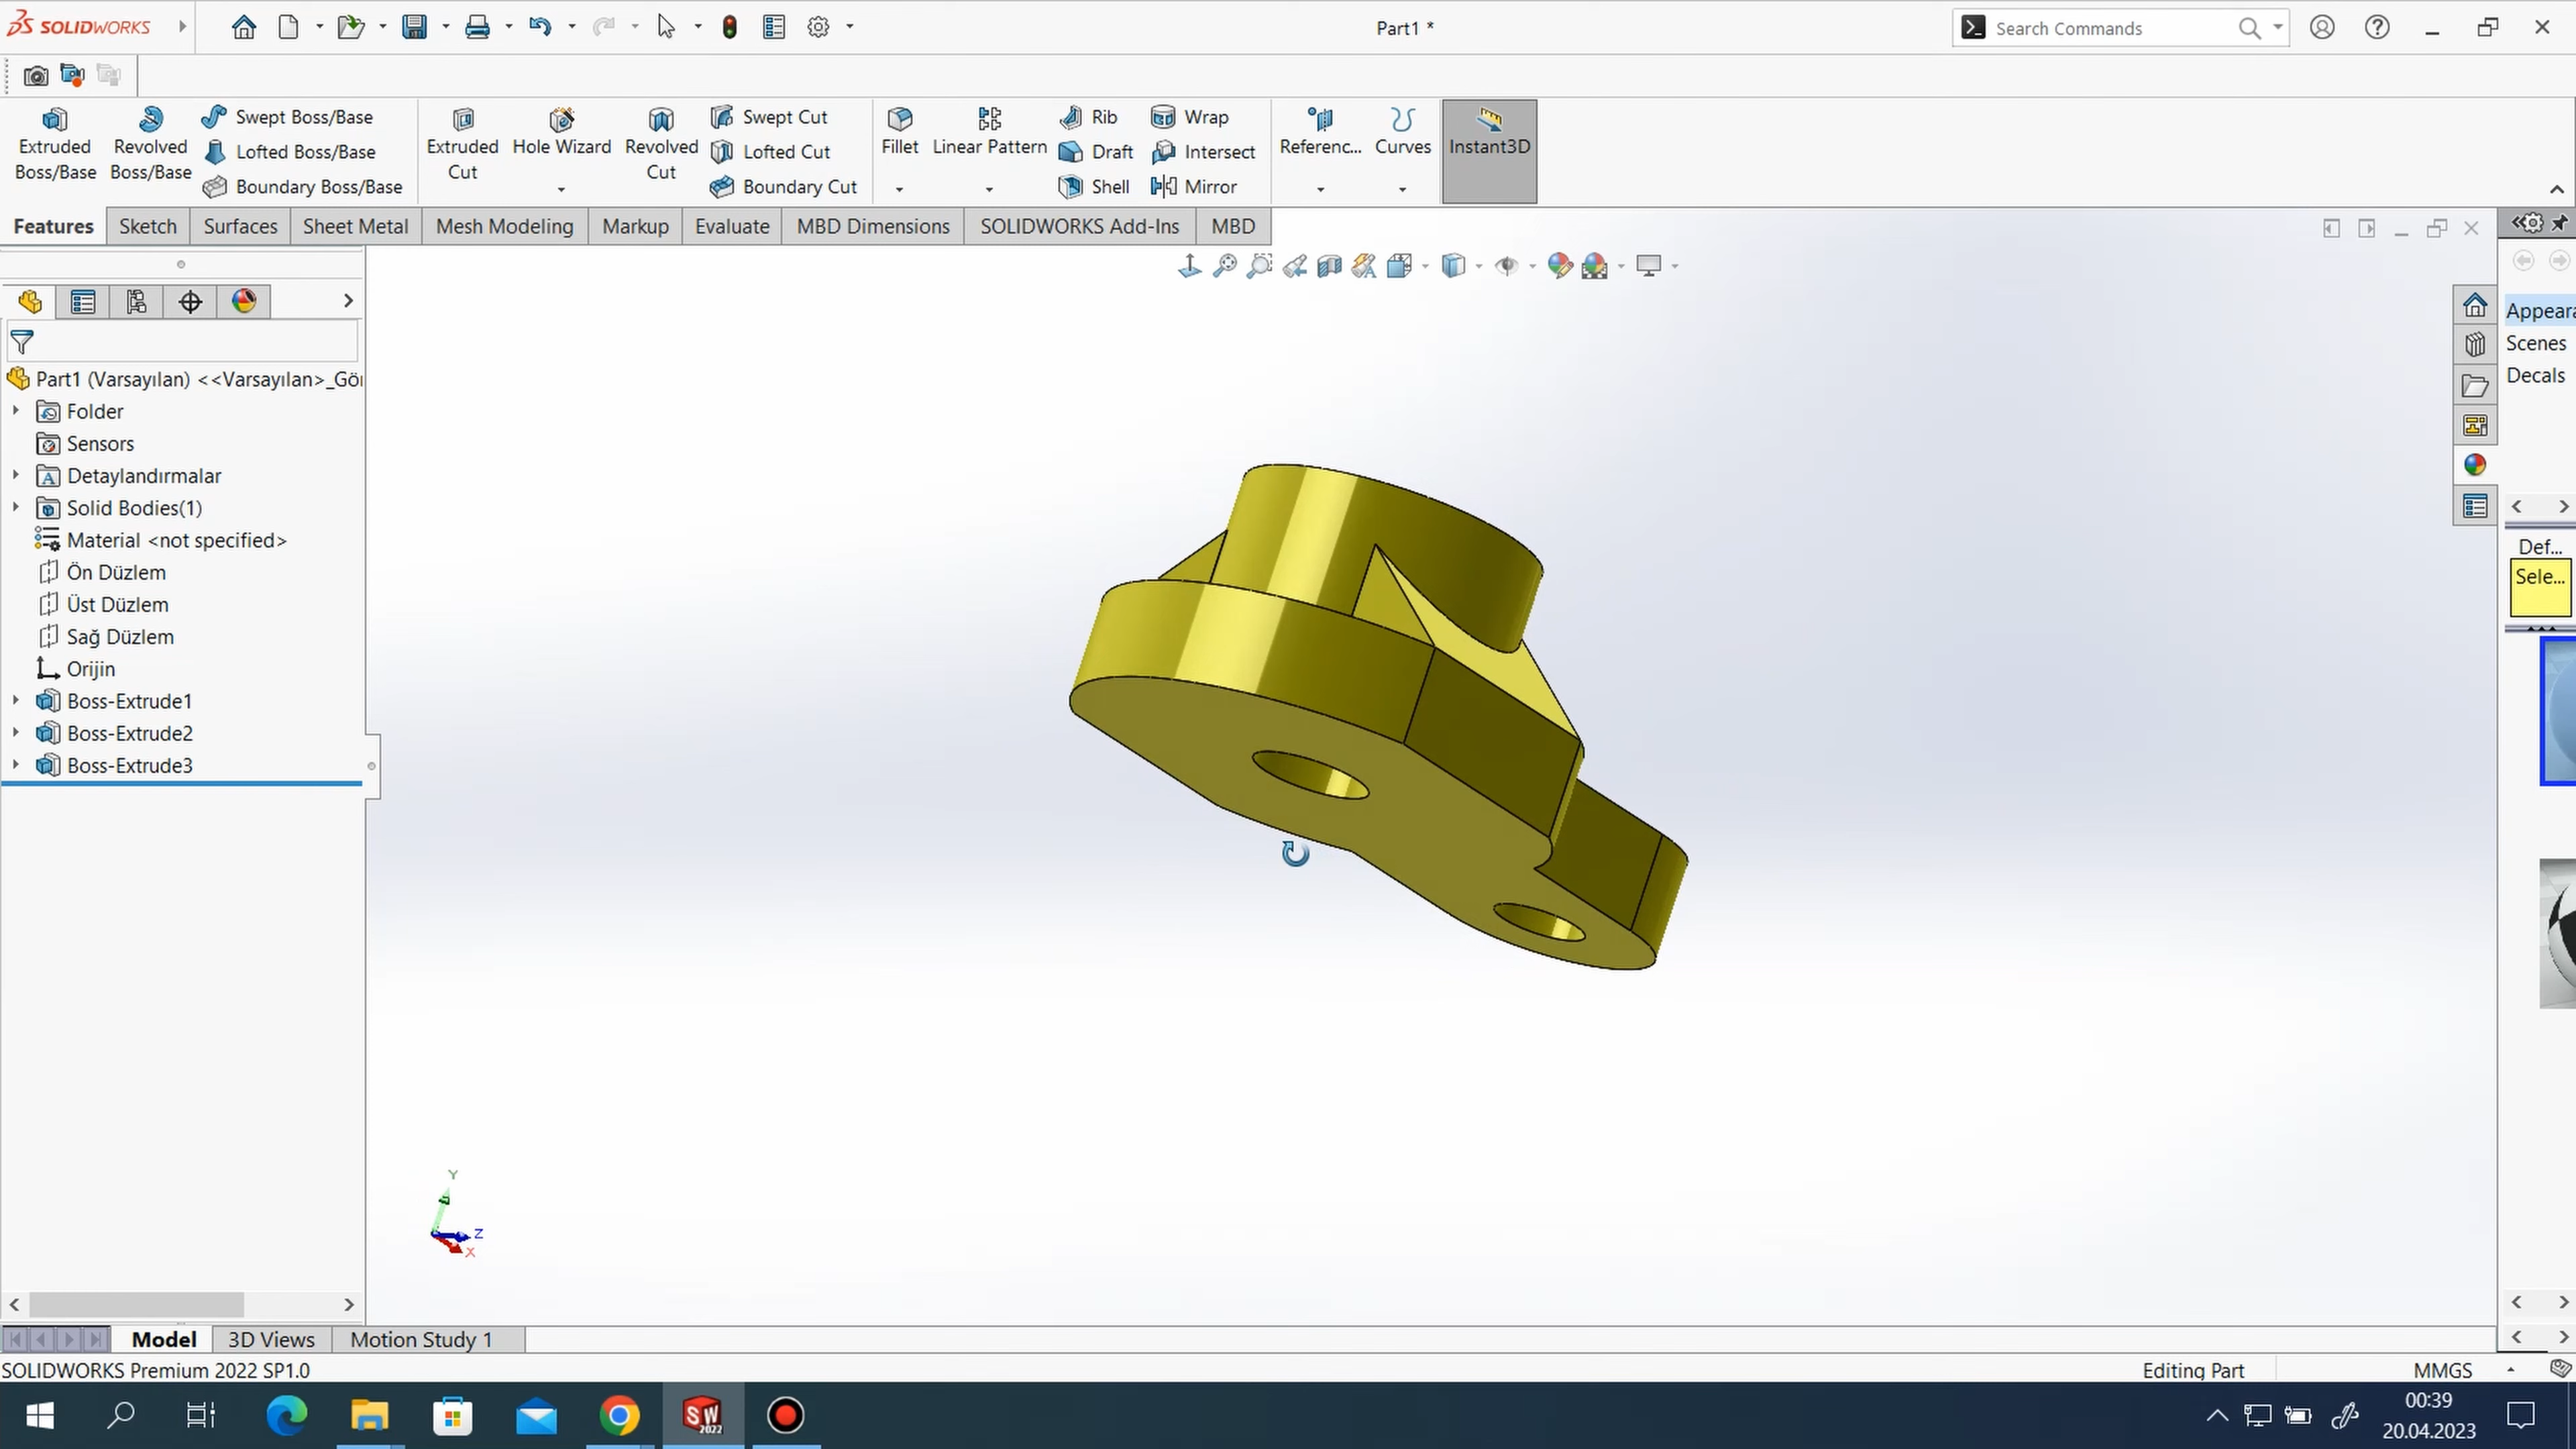 SOLIDWORKS
Part1 *
Search Commands
Extruded Boss/Base
Revolved Boss/Base
Swept Boss/Base
Lofted Boss/Base
Boundary Boss/Base
Extruded Cut
Hole Wizard
Revolved Cut
Swept Cut
Lofted Cut
Boundary Cut
Fillet
Linear Pattern
Rib
Draft
Shell
Wrap
Intersect
Mirror
Referenc...
Curves
Instant3D
Features
Sketch
Surfaces
Sheet Metal
Mesh Modeling
Markup
Evaluate
MBD Dimensions
SOLIDWORKS Add-Ins
MBD
Part1 (Varsayılan) <<Varsayılan>_Gör
Folder
Sensors
Detaylandırmalar
Solid Bodies(1)
Material <not specified>
Ön Düzlem
Üst Düzlem
Sağ Düzlem
Orijin
Boss-Extrude1
Boss-Extrude2
Boss-Extrude3
Y
Z
X
Appeara
Scenes
Decals
Def...
Sele...
Model
3D Views
Motion Study 1
SOLIDWORKS Premium 2022 SP1.0
Editing Part
MMGS
SW
2022
00:39
20.04.2023